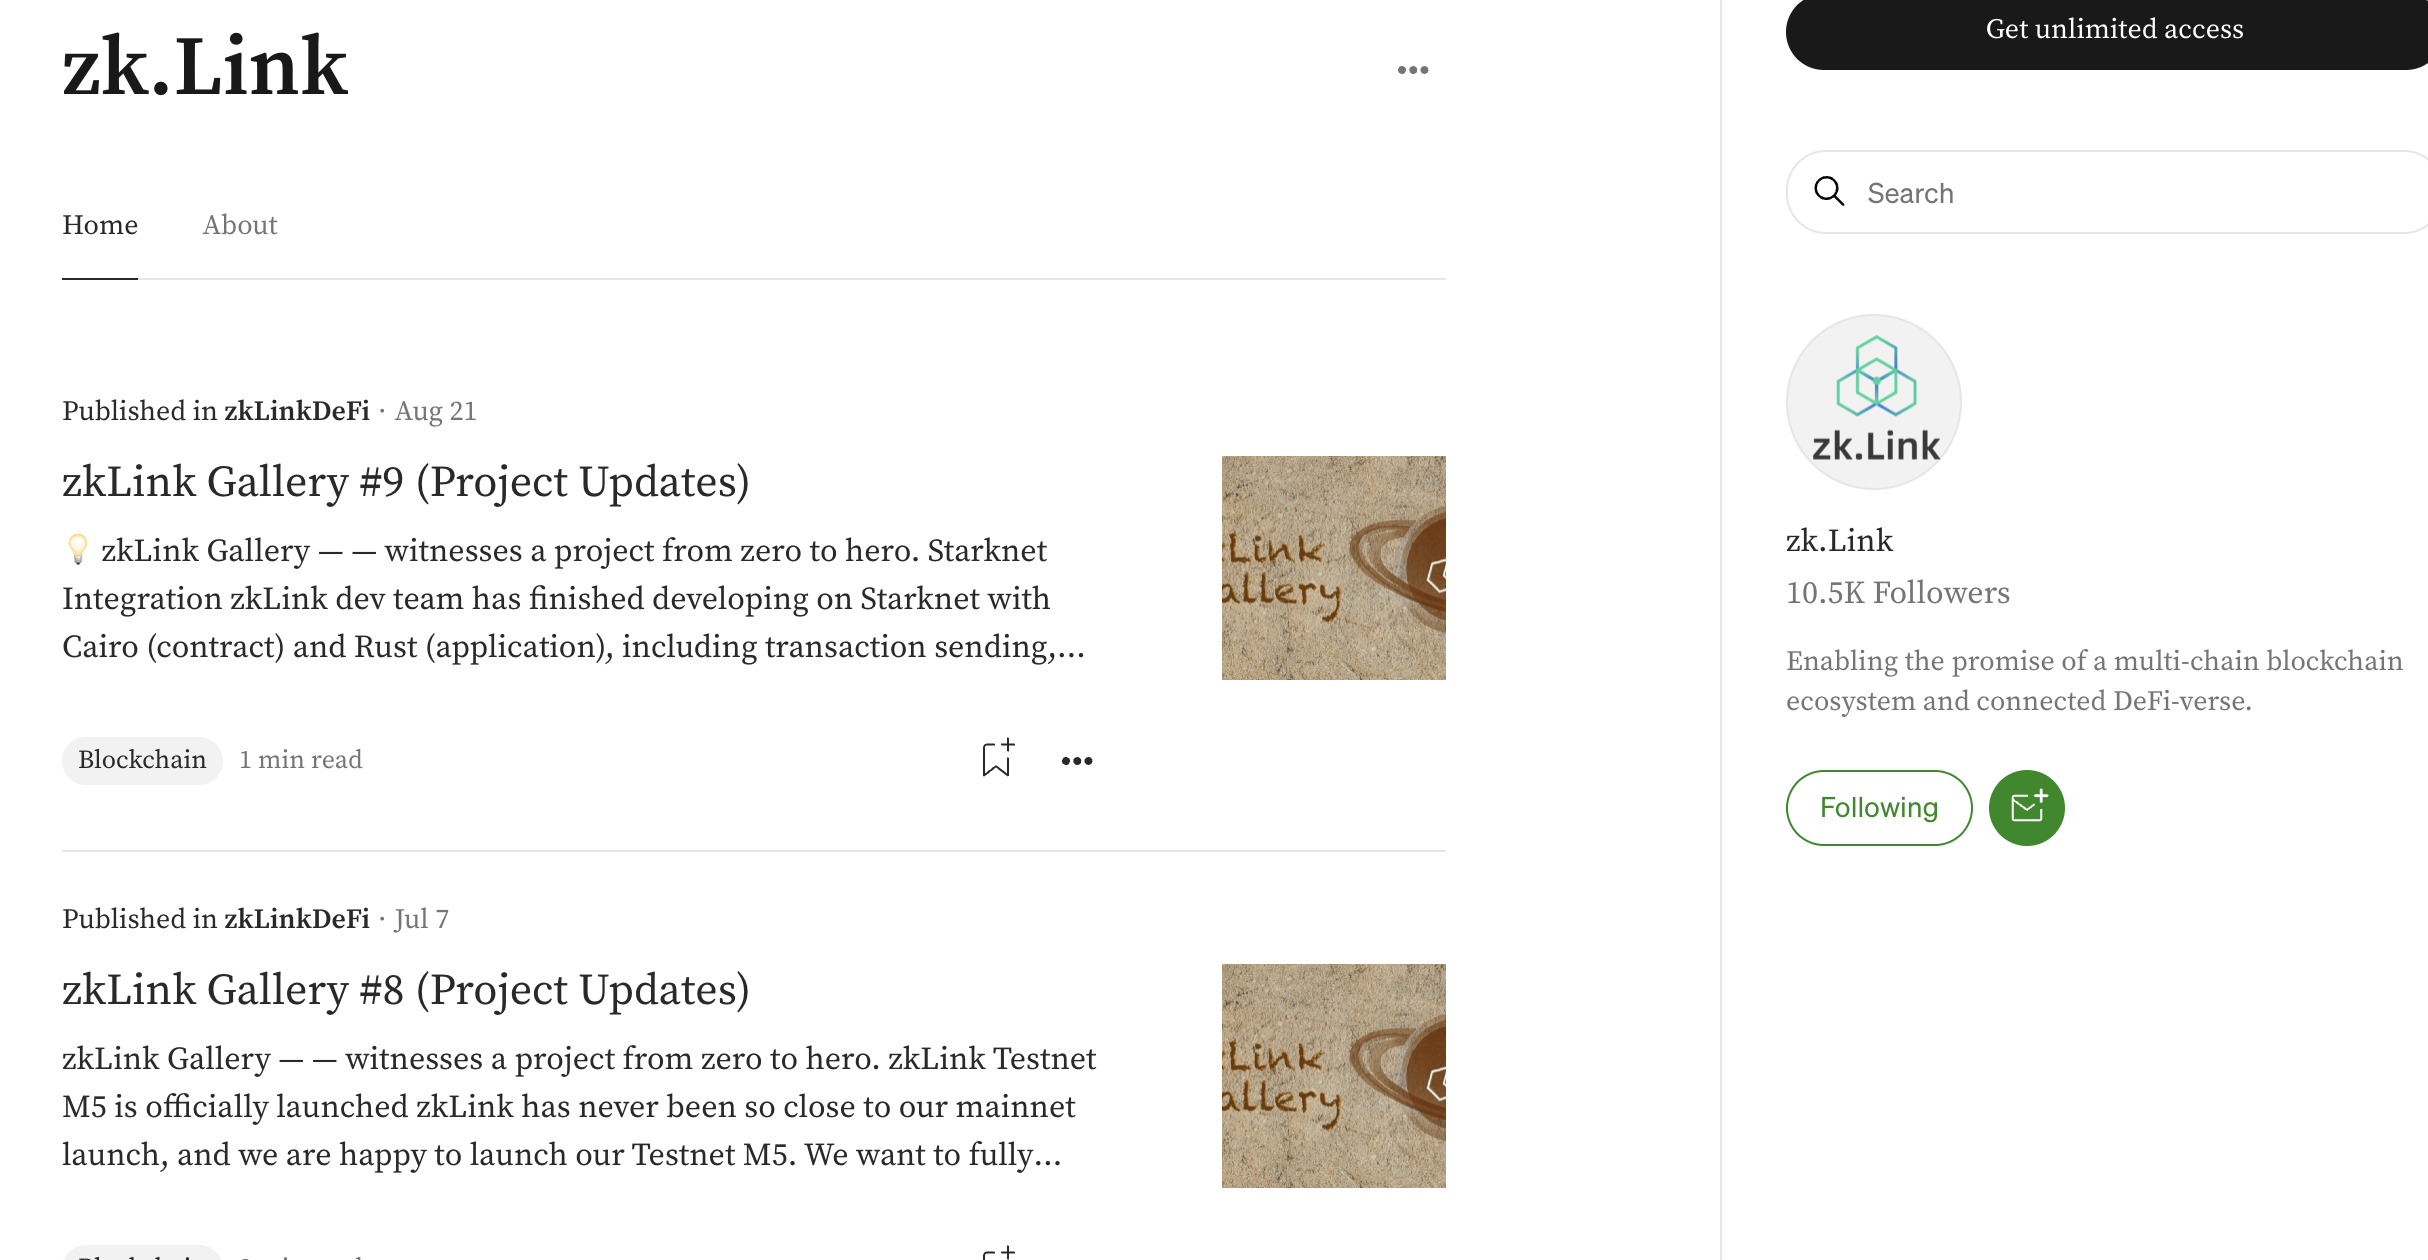 zk.Link
Home
About
Published in zkLinkDeFi · Aug 21
zkLink Gallery #9 (Project Updates)
💡 zkLink Gallery — — witnesses a project from zero to hero. Starknet
Integration zkLink dev team has finished developing on Starknet with
Cairo (contract) and Rust (application), including transaction sending,...
Link
allery
Blockchain
1 min read
Published in zkLinkDeFi · Jul 7
zkLink Gallery #8 (Project Updates)
zkLink Gallery — — witnesses a project from zero to hero. zkLink Testnet
M5 is officially launched zkLink has never been so close to our mainnet
launch, and we are happy to launch our Testnet M5. We want to fully...
Link
allery
Get unlimited access
Search
zk.Link
zk.Link
10.5K Followers
Enabling the promise of a multi-chain blockchain
ecosystem and connected DeFi-verse.
Following